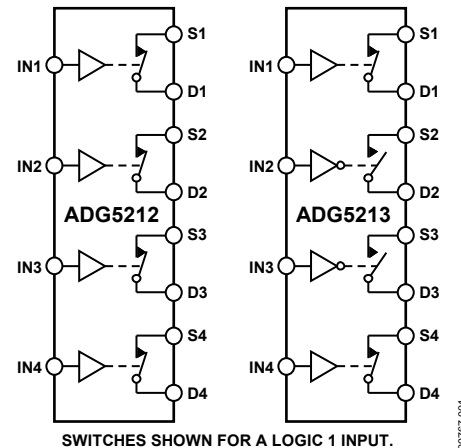 S1
IN1
D1
S2
IN2
D2
ADG5212
S3
IN3
D3
S4
IN4
D4
S1
IN1
D1
S2
IN2
D2
ADG5213
S3
IN3
D3
S4
IN4
D4
SWITCHES SHOWN FOR A LOGIC 1 INPUT.